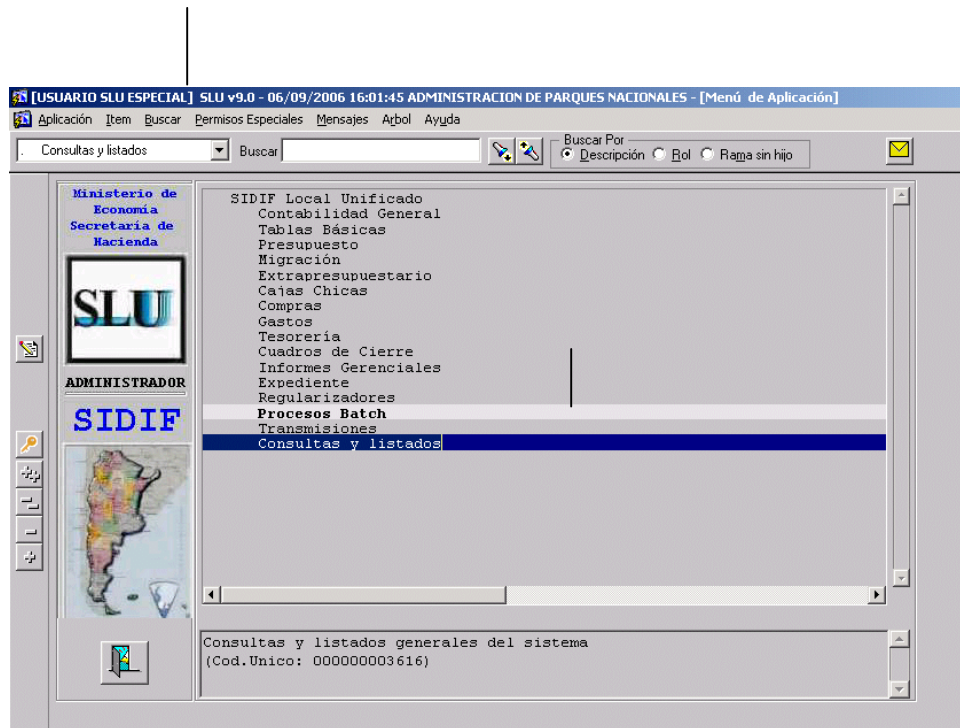 [USUARIO SLU ESPECIAL] SLU v9.0 - 06/09/2006 16:01:45 ADMINISTRACION DE PARQUES NACIONALES - [Menú de Aplicación]
Aplicación Item Buscar Permisos Especiales Mensajes Arbol Ayuda
. Consultas y listados Buscar Buscar Por Descripción Rol Rama sin hijo
Ministerio de
Economía
Secretaría de
Hacienda
SLU
ADMINISTRADOR
SIDIF
SIDIF Local Unificado
Contabilidad General
Tablas Básicas
Presupuesto
Migración
Extrapresupuestario
Cajas Chicas
Compras
Gastos
Tesorería
Cuadros de Cierre
Informes Gerenciales
Expediente
Regularizadores
Procesos Batch
Transmisiones
Consultas y listados
Consultas y listados generales del sistema
(Cod.Unico: 000000003616)